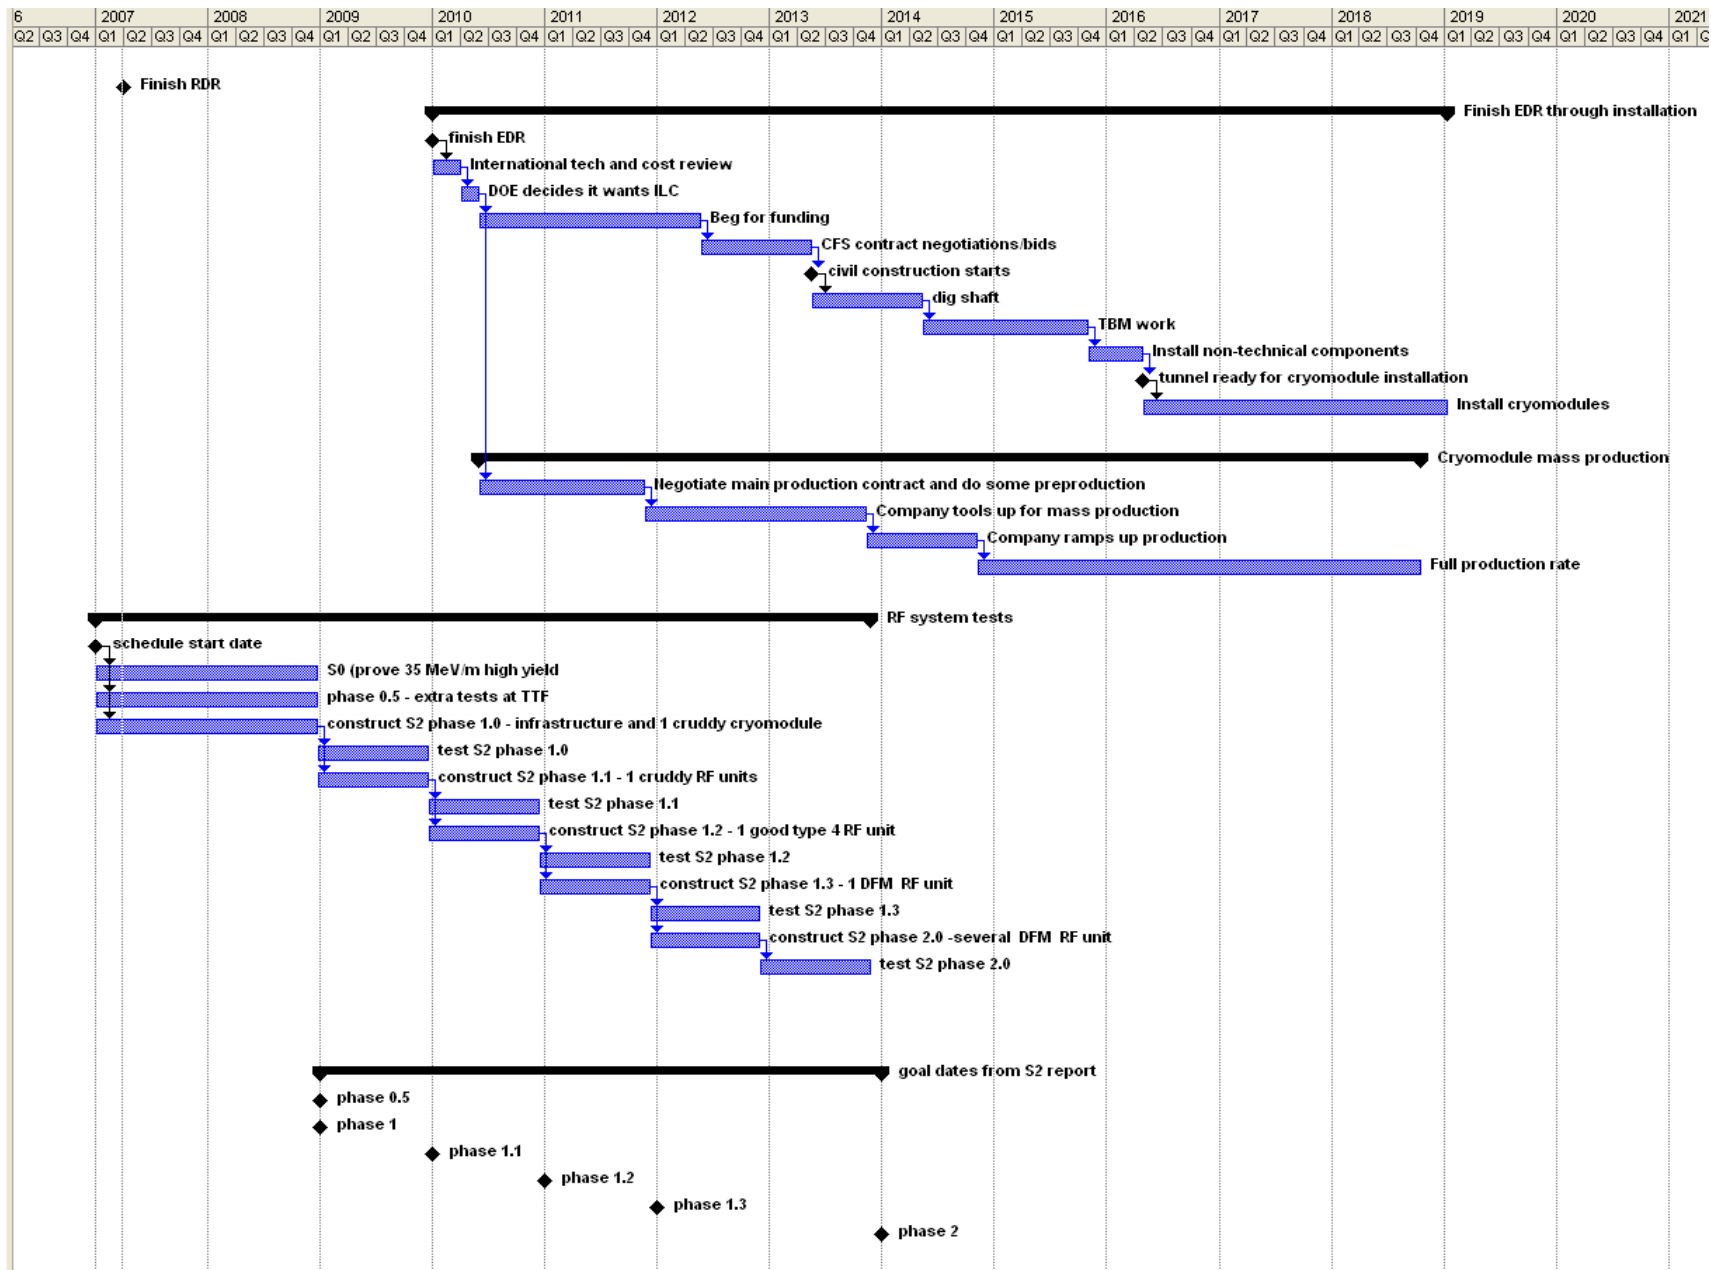 6 2007 2008 2009 2010 2011 2012 2013 2014 2015 2016 2017 2018 2019 2020 2021
Q2 Q3 Q4 Q1 Q2 Q3 Q4 Q1 Q2 Q3 Q4 Q1 Q2 Q3 Q4 Q1 Q2 Q3 Q4 Q1 Q2 Q3 Q4 Q1 Q2 Q3 Q4 Q1 Q2 Q3 Q4 Q1 Q2 Q3 Q4 Q1 Q2 Q3 Q4 Q1 Q2 Q3 Q4 Q1 Q2 Q3 Q4 Q1 Q2 Q3 Q4 Q1 Q2 Q3 Q4 Q1 Q2 Q3 Q4 Q1
Finish RDR
Finish EDR through installation
finish EDR
International tech and cost review
DOE decides it wants ILC
Beg for funding
CFS contract negotiations/bids
civil construction starts
dig shaft
TBM work
Install non-technical components
tunnel ready for cryomodule installation
Install cryomodules
Cryomodule mass production
Negotiate main production contract and do some preproduction
Company tools up for mass production
Company ramps up production
Full production rate
RF system tests
schedule start date
S0 (prove 35 MeV/m high yield
phase 0.5 - extra tests at TTF
construct S2 phase 1.0 - infrastructure and 1 cruddy cryomodule
test S2 phase 1.0
construct S2 phase 1.1 - 1 cruddy RF units
test S2 phase 1.1
construct S2 phase 1.2 - 1 good type 4 RF unit
test S2 phase 1.2
construct S2 phase 1.3 - 1 DFM RF unit
test S2 phase 1.3
construct S2 phase 2.0 -several DFM RF unit
test S2 phase 2.0
goal dates from S2 report
phase 0.5
phase 1
phase 1.1
phase 1.2
phase 1.3
phase 2